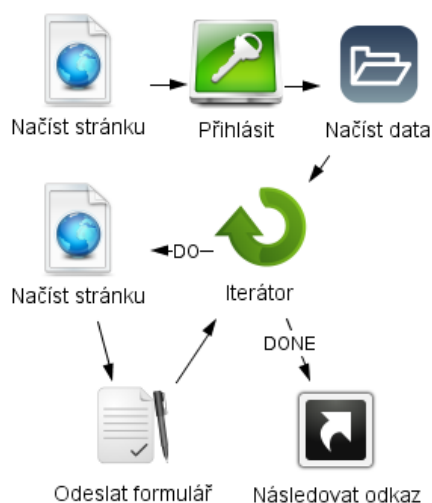 Načíst stránku
Přihlásit
Načíst data
DO
Načíst stránku
Iterátor
DONE
Odeslat formulář
Následovat odkaz